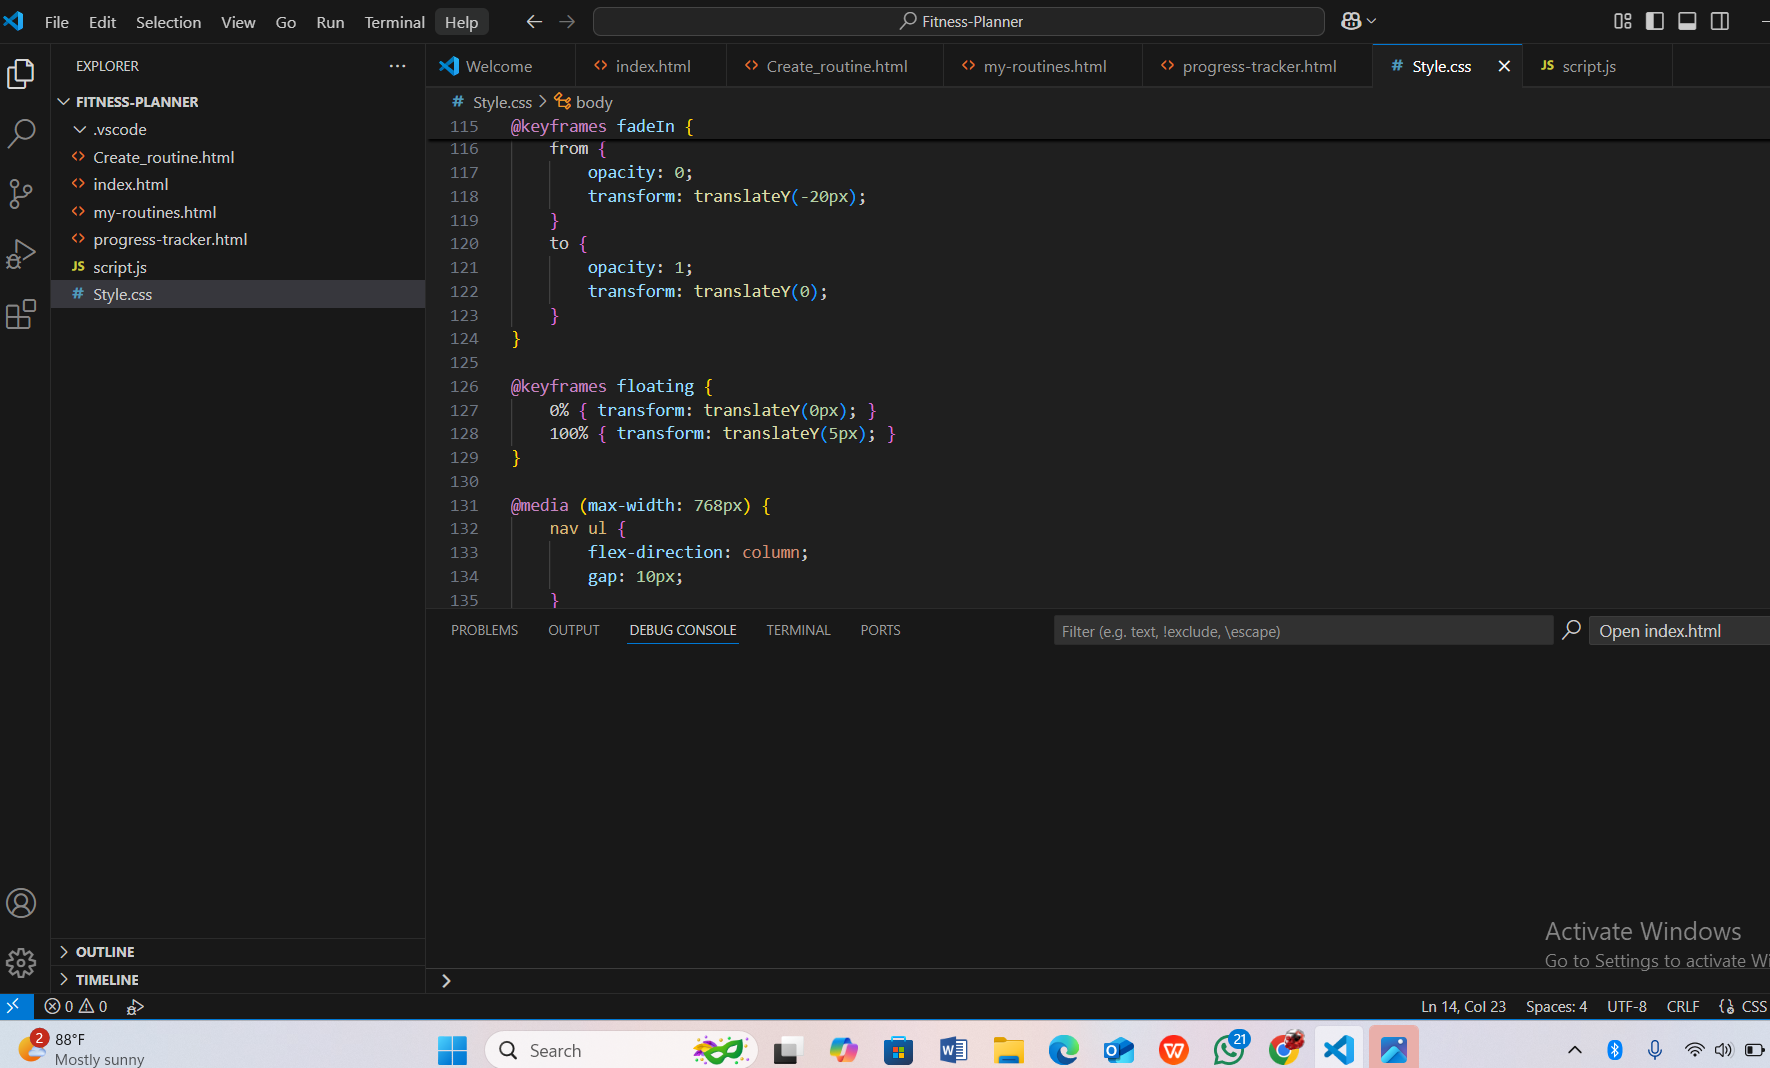 File Edit Selection View Go Run Terminal Help
Fitness-Planner
EXPLORER
FITNESS-PLANNER
.vscode
Create_routine.html
index.html
my-routines.html
progress-tracker.html
JS script.js
# Style.css
OUTLINE
TIMELINE
Welcome
index.html
Create_routine.html
my-routines.html
progress-tracker.html
# Style.css
JS script.js
# Style.css > body
115 @keyframes fadeIn {
116 from {
117 opacity: 0;
118 transform: translateY(-20px);
119 }
120 to {
121 opacity: 1;
122 transform: translateY(0);
123 }
124 }
125
126 @keyframes floating {
127 0% { transform: translateY(0px); }
128 100% { transform: translateY(5px); }
129 }
130
131 @media (max-width: 768px) {
132 nav ul {
133 flex-direction: column;
134 gap: 10px;
135 }
PROBLEMS OUTPUT DEBUG CONSOLE TERMINAL PORTS
Filter (e.g. text, !exclude, \escape)
Open index.html
Activate Windows
Go to Settings to activate Wi
0 0
Ln 14, Col 23 Spaces: 4 UTF-8 CRLF CSS
2
88°F
Mostly sunny
Search
21